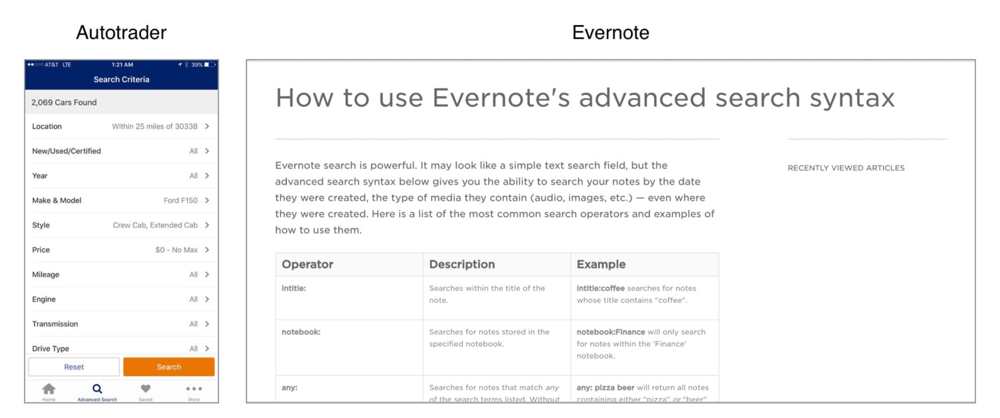 Autotrader
Evernote
AT&T LTE 1:21 AM 39%
Search Criteria
2,069 Cars Found
Location Within 25 miles of 30338
New/Used/Certified All
Year All
Make & Model Ford F150
Style Crew Cab, Extended Cab
Price $0 - No Max
Mileage All
Engine All
Transmission All
Drive Type All
Reset Search
Home Advanced Search Saved More
How to use Evernote's advanced search syntax
Evernote search is powerful. It may look like a simple text search field, but the
advanced search syntax below gives you the ability to search your notes by the date
they were created, the type of media they contain (audio, images, etc.) — even where
they were created. Here is a list of the most common search operators and examples of
how to use them.
RECENTLY VIEWED ARTICLES
Operator Description Example
intitle:
Searches within the title of the
note.
intitle:coffee searches for notes
whose title contains "coffee".
notebook:
Searches for notes stored in the
specified notebook.
notebook:Finance will only search
for notes within the 'Finance'
notebook.
any:
Searches for notes that match any
of the search terms listed. Without
any: pizza beer will return all notes
containing either "pizza" or "beer"